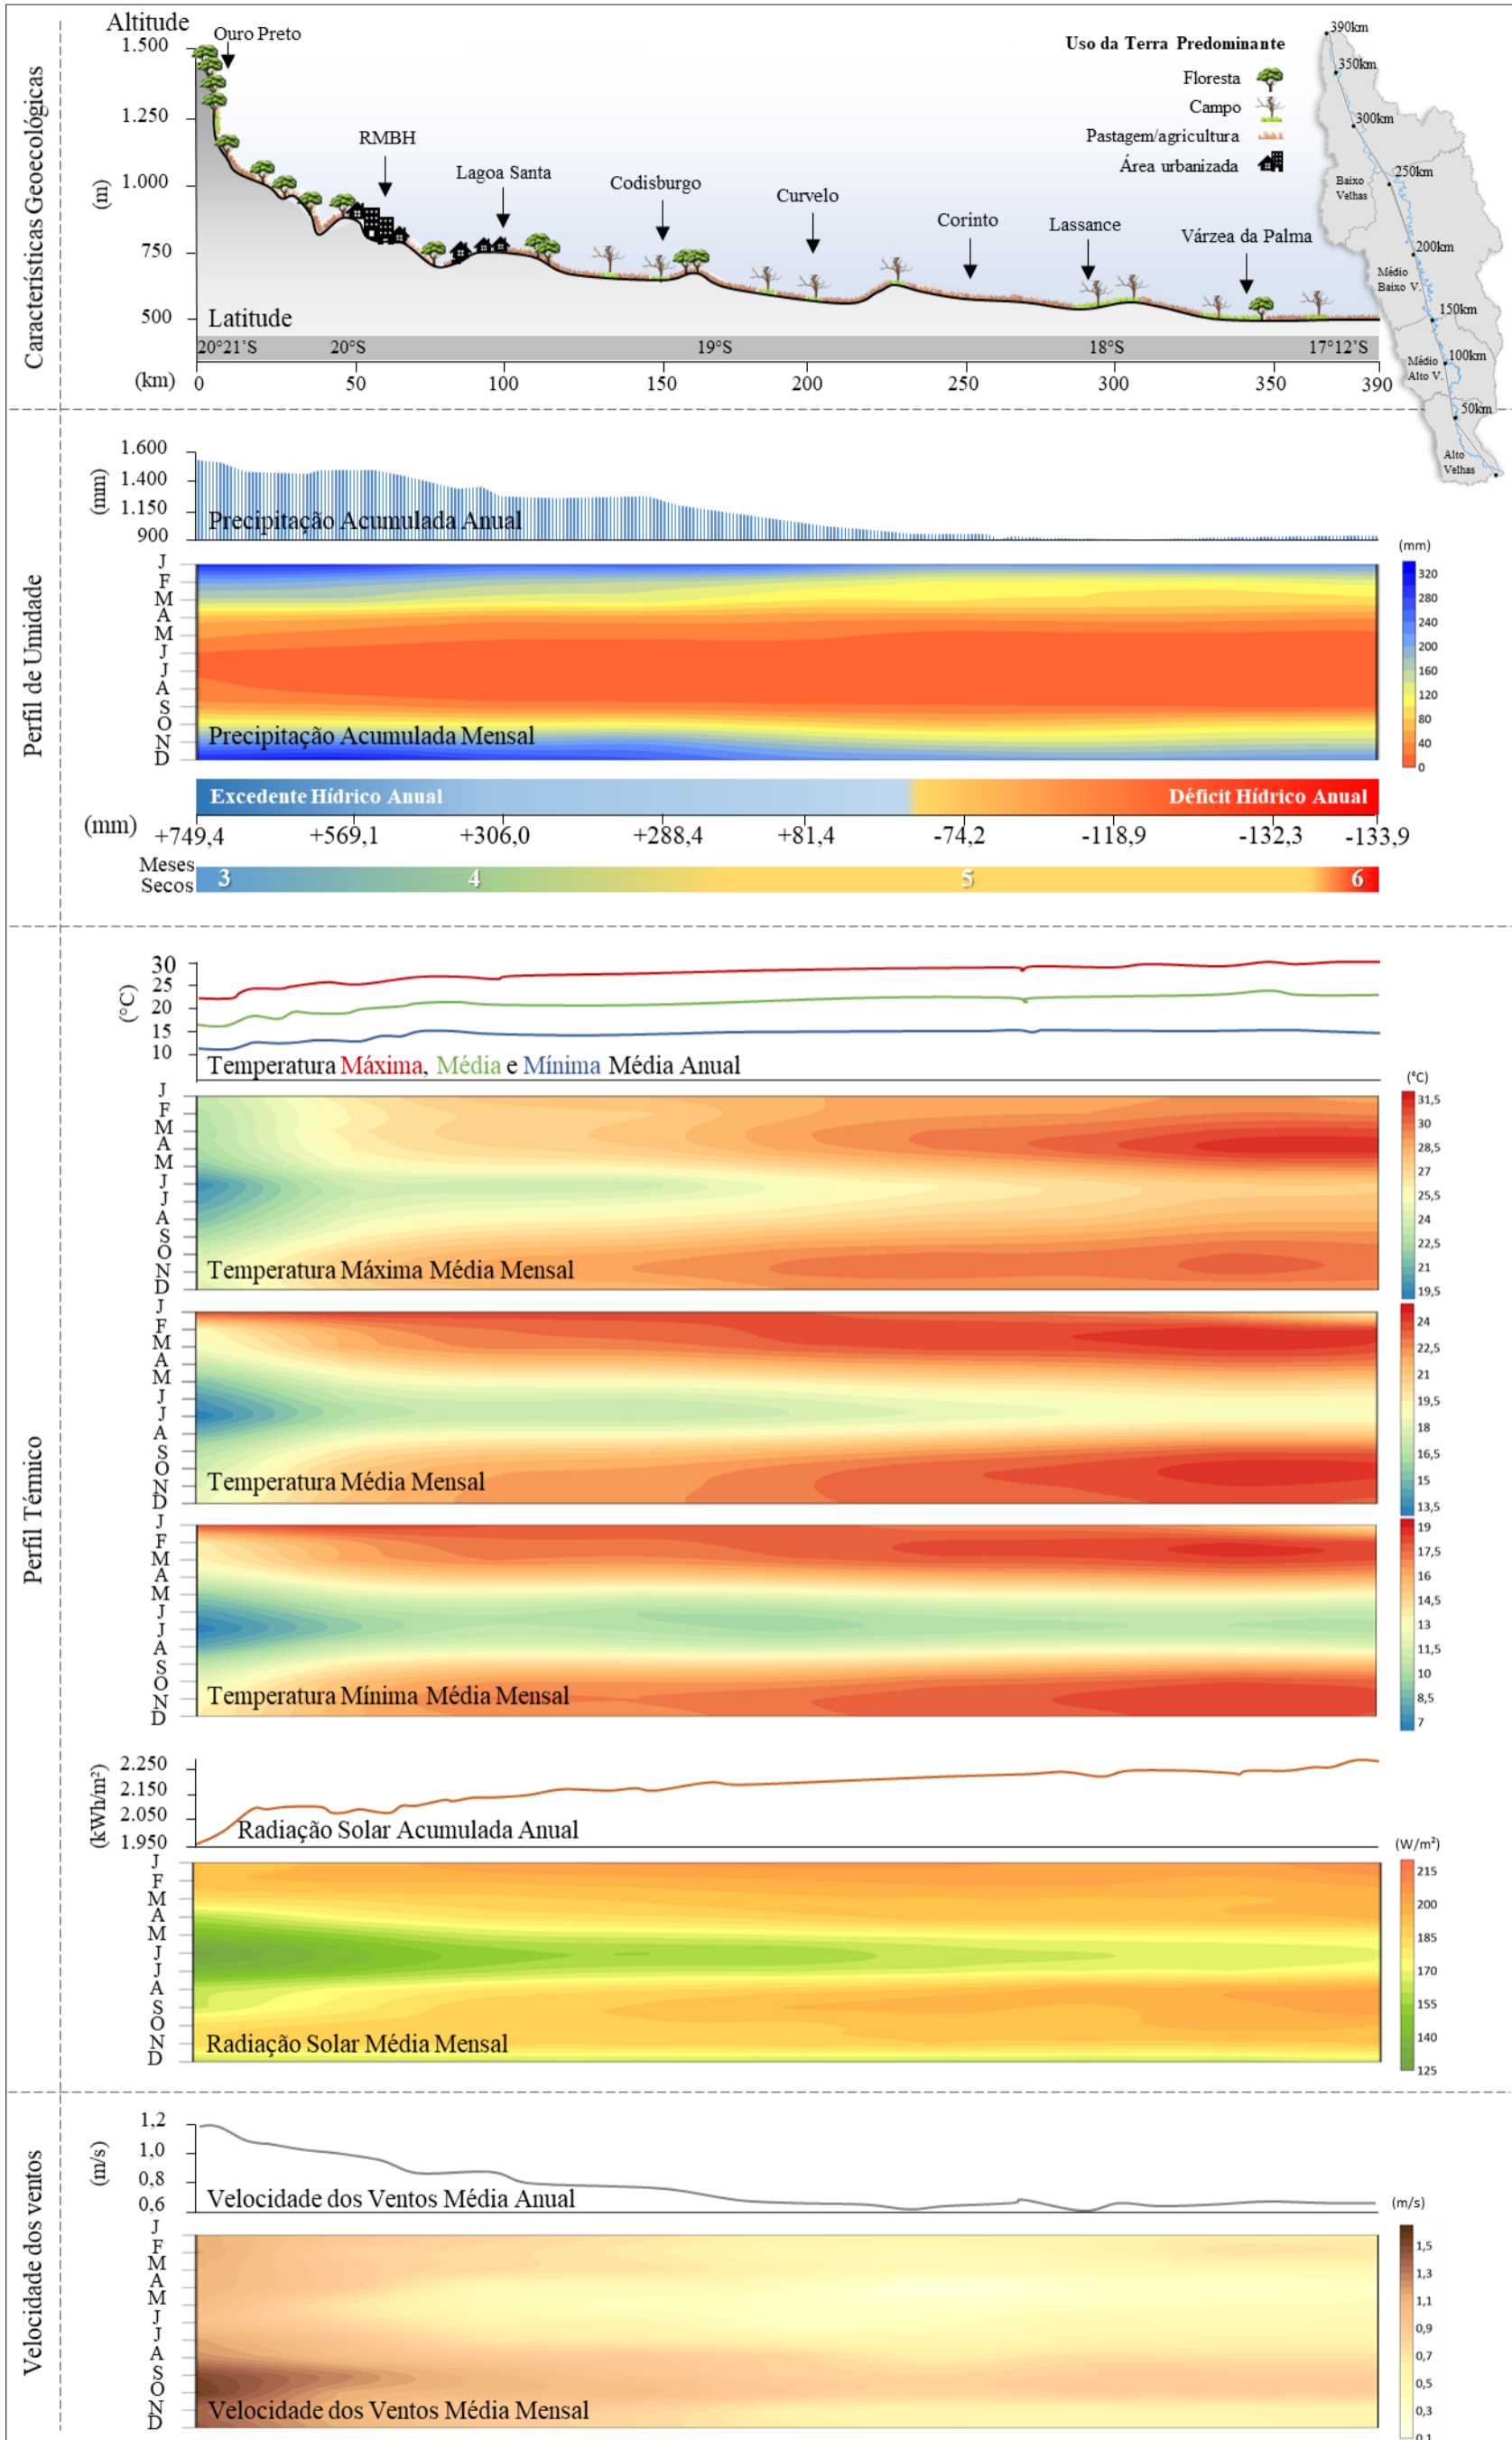 Características Geoecológicas
Altitude
(m)
1.500
1.250
1.000
750
500
Ouro Preto
RMBH
Lagoa Santa
Codisburgo
Curvelo
Corinto
Lassance
Várzea da Palma
Uso da Terra Predominante
Floresta
Campo
Pastagem/agricultura
Área urbanizada
390km
350km
300km
250km
200km
150km
100km
50km
Baixo
Velhas
Médio
Baixo V.
Médio
Alto V.
Alto
Velhas
Latitude
20°21'S 20°S 19°S 18°S 17°12'S
(km) 0 50 100 150 200 250 300 350 390
Perfil de Umidade
(mm)
1.600
1.400
1.150
900
Precipitação Acumulada Anual
J
F
M
A
M
J
J
A
S
O
N
D
Precipitação Acumulada Mensal
(mm)
320
280
240
200
160
120
80
40
0
Excedente Hídrico Anual Déficit Hídrico Anual
(mm) +749,4 +569,1 +306,0 +288,4 +81,4 -74,2 -118,9 -132,3 -133,9
Meses
Secos
3 4 5 6
Perfil Térmico
(°C)
30
25
20
15
10
Temperatura Máxima, Média e Mínima Média Anual
J
F
M
A
M
J
J
A
S
O
N
D
Temperatura Máxima Média Mensal
(°C)
31,5
30
28,5
27
25,5
24
22,5
21
19,5
J
F
M
A
M
J
J
A
S
O
N
D
Temperatura Média Mensal
24
22,5
21
19,5
18
16,5
15
13,5
J
F
M
A
M
J
J
A
S
O
N
D
Temperatura Mínima Média Mensal
19
17,5
16
14,5
13
11,5
10
8,5
7
(kWh/m²)
2.250
2.150
2.050
1.950
Radiação Solar Acumulada Anual
J
F
M
A
M
J
J
A
S
O
N
D
Radiação Solar Média Mensal
(W/m²)
215
200
185
170
155
140
125
Velocidade dos ventos
(m/s)
1,2
1,0
0,8
0,6
Velocidade dos Ventos Média Anual
J
F
M
A
M
J
J
A
S
O
N
D
Velocidade dos Ventos Média Mensal
(m/s)
1,5
1,3
1,1
0,9
0,7
0,5
0,3
0,1